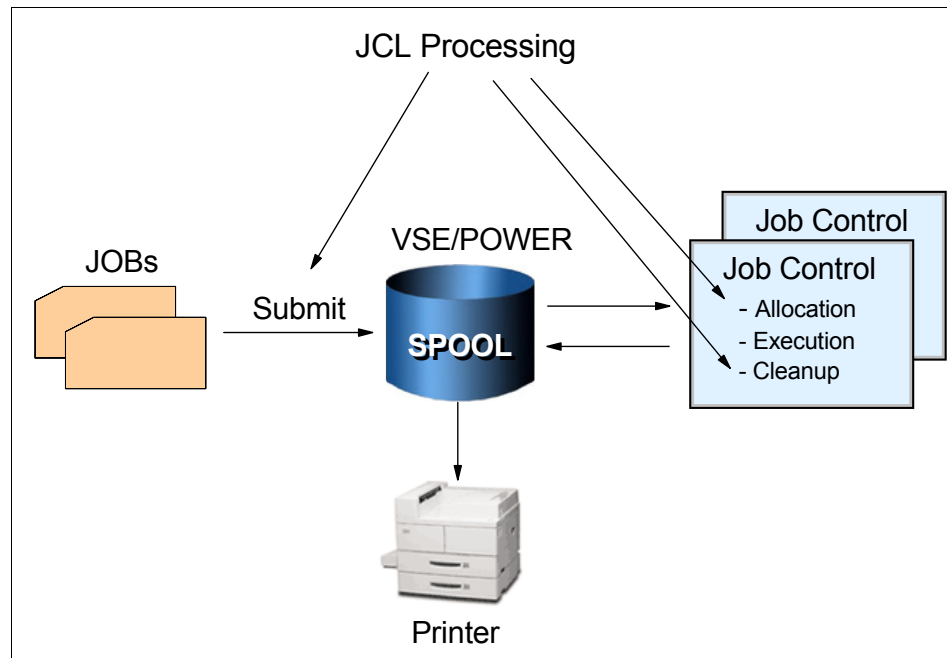 JCL Processing
JOBs
Submit
VSE/POWER
SPOOL
Job Control
Job Control
- Allocation
- Execution
- Cleanup
Printer